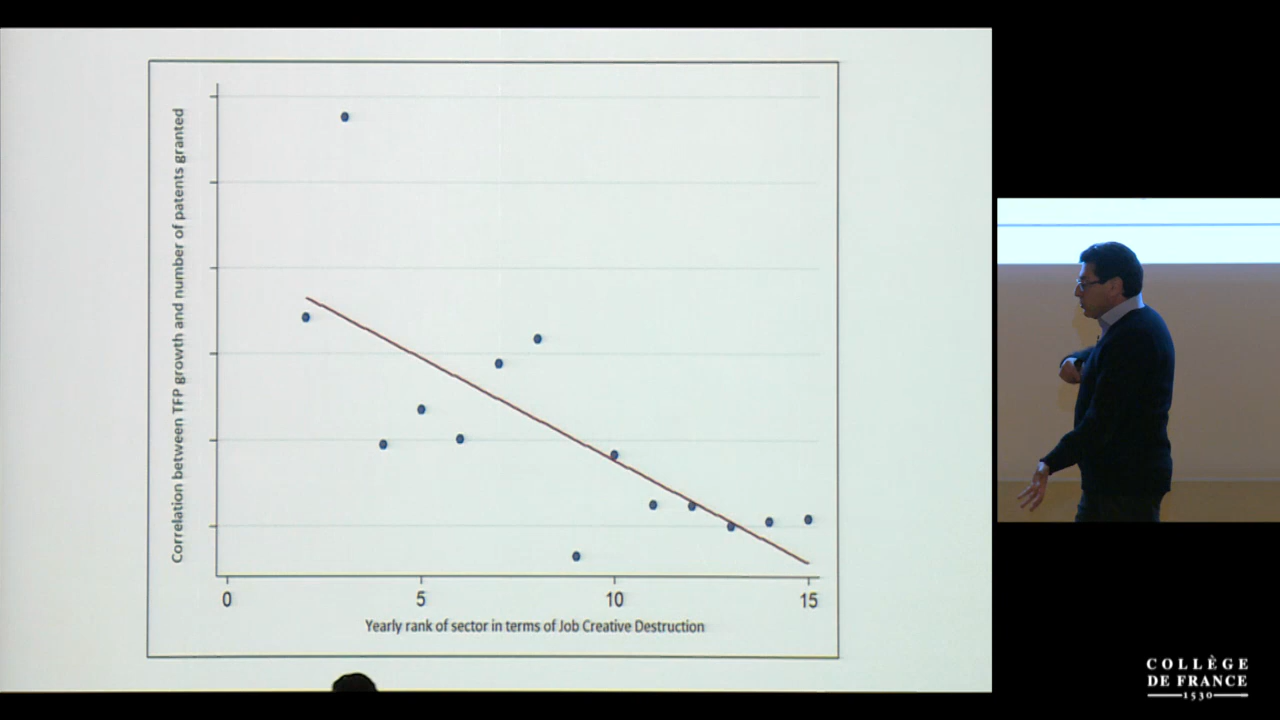 Correlation between TFP growth and number of patents granted
0 5 10 15
Yearly rank of sector in terms of Job Creative Destruction
COLLÈGE
DE FRANCE
1530